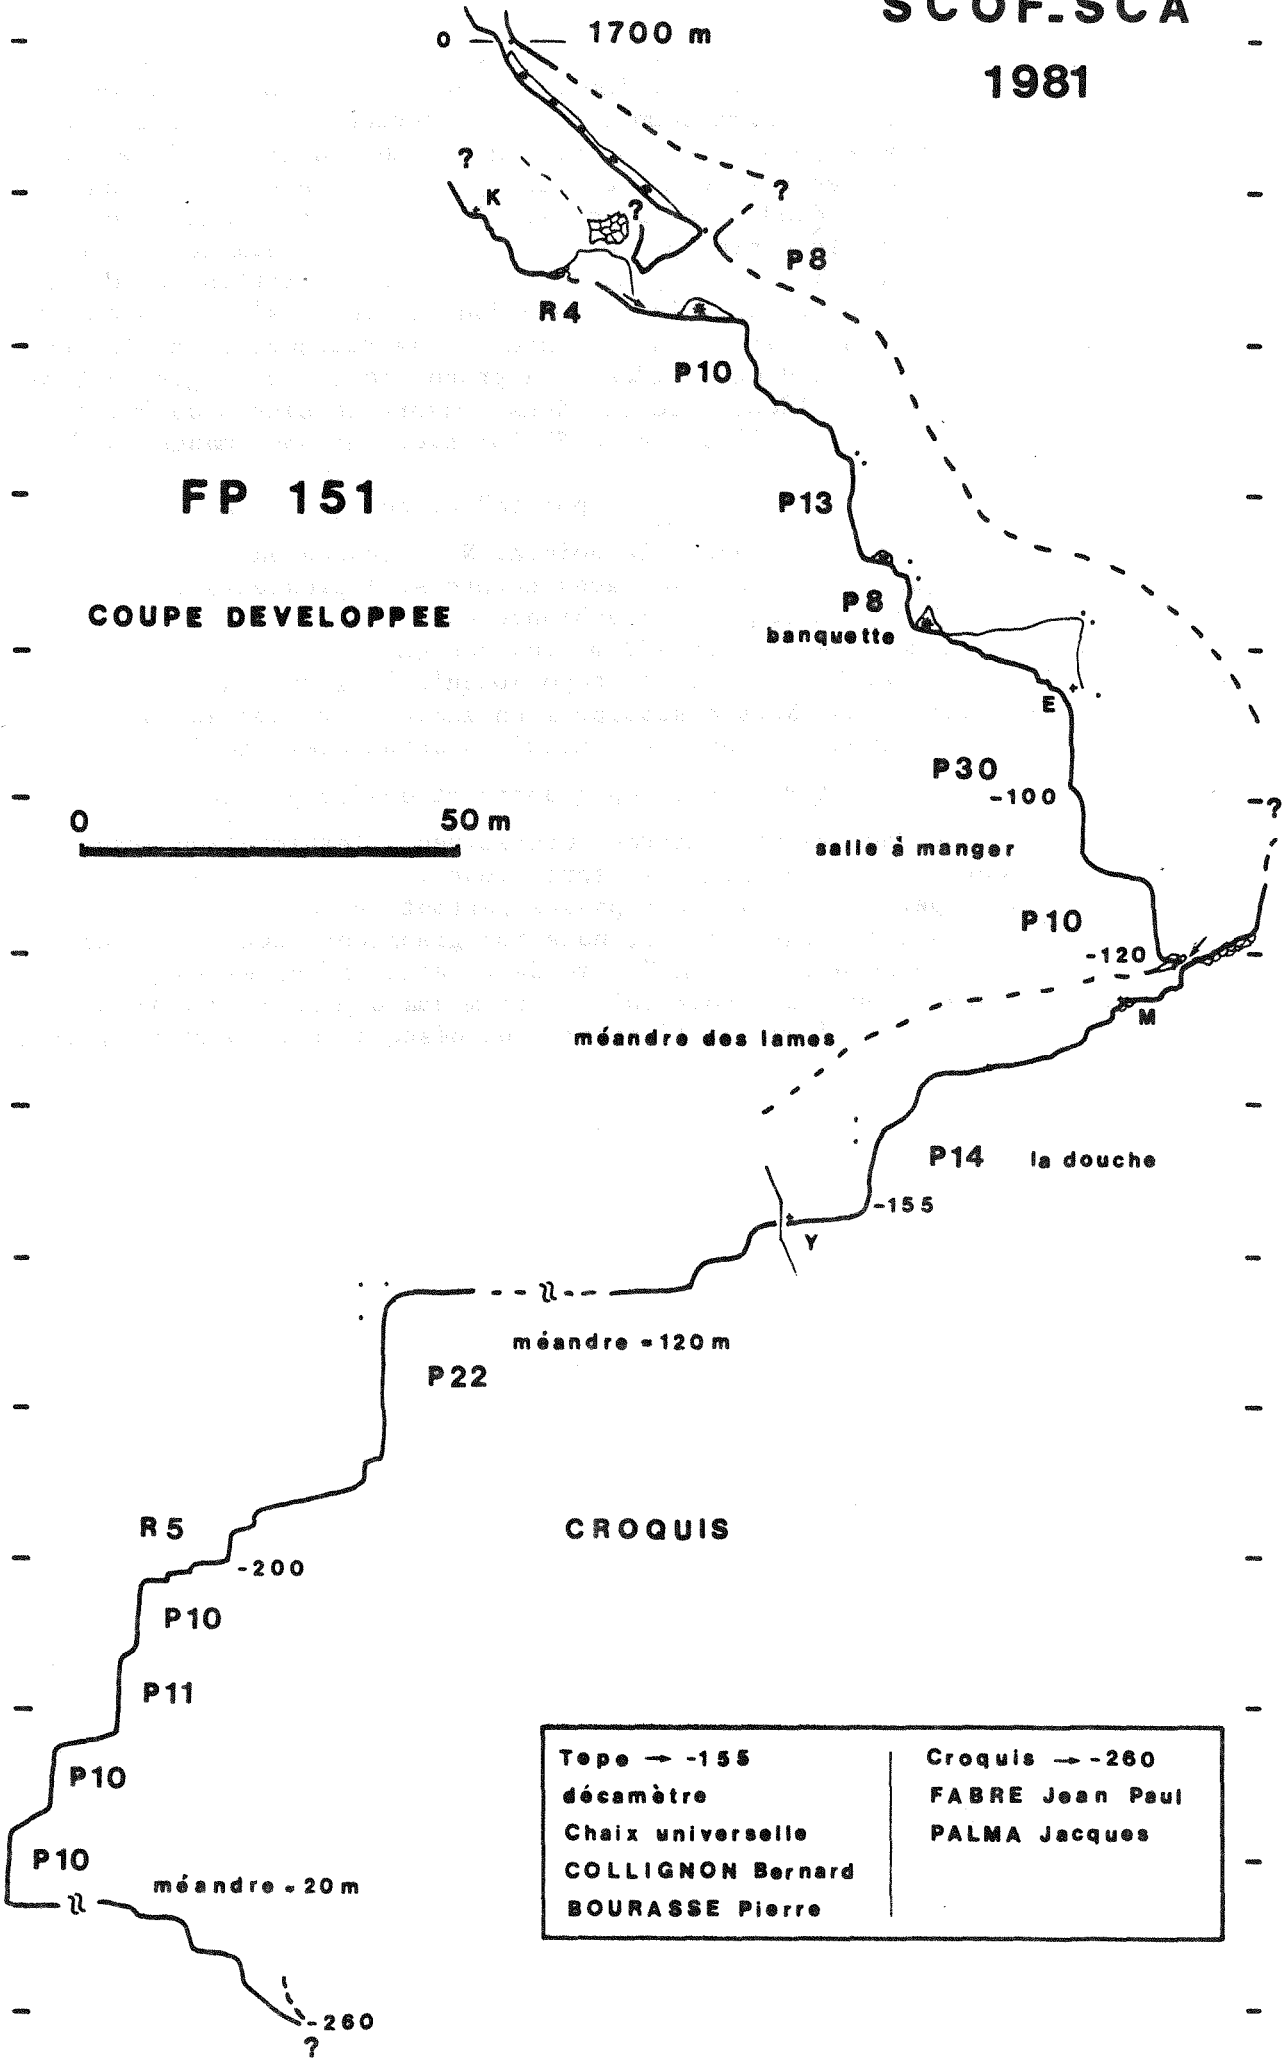 SCOF-SCA
1981
0
1700 m
?
K
?
?
P8
R4
P10
FP 151
P13
COUPE DEVELOPPEE
P8
banquette
E
P30
-100
?
0
50 m
salle à manger
P10
-120
M
méandre des lames
P14
la douche
-155
Y
méandre ≈ 120 m
P22
R5
CROQUIS
-200
P10
P11
P10
P10
méandre ≈ 20 m
-260
?
Topo → -155
décamètre
Chaix universelle
COLLIGNON Bernard
BOURASSE Pierre
Croquis → -260
FABRE Jean Paul
PALMA Jacques